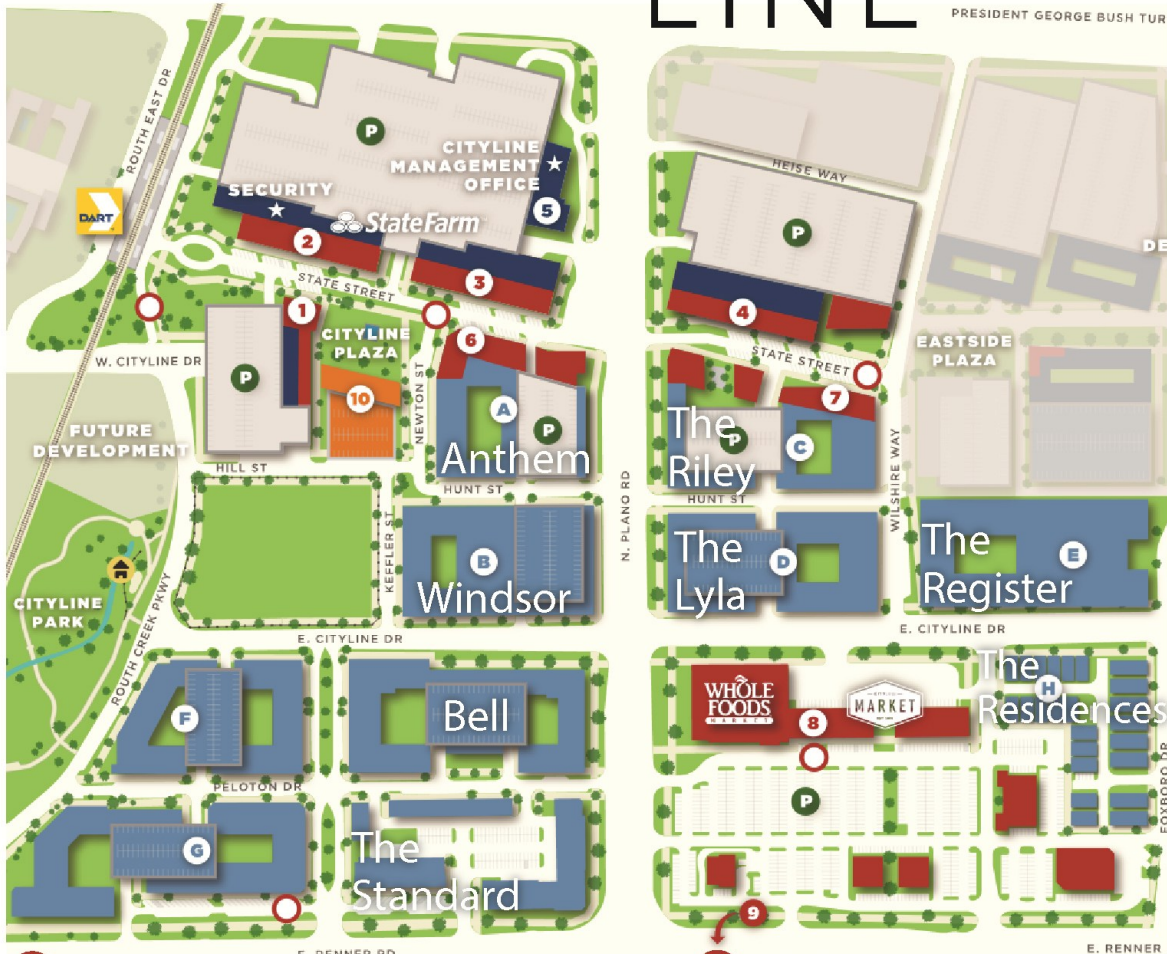 LINE
PRESIDENT GEORGE BUSH TUR
ROUTH EAST DR
P
CITYLINE
MANAGEMENT
OFFICE
5
HEISE WAY
DART
SECURITY
State Farm
2
3
P
4
DE
STATE STREET
1
CITYLINE
PLAZA
6
STATE STREET
EASTSIDE
PLAZA
W. CITYLINE DR
P
10
NEWTON ST
A
P
Anthem
7
The
Riley
P
C
WILSHIRE WAY
FUTURE
DEVELOPMENT
HILL ST
HUNT ST
N. PLANO RD
HUNT ST
KEFFLER ST
B
Windsor
The
Lyla
D
The
Register
E
CITYLINE
PARK
ROUTH CREEK PKWY
E. CITYLINE DR
E. CITYLINE DR
F
Bell
WHÔLE
FOODS
MARKET
8
CITYLINE
MARKET
The
Residences
H
PELOTON DR
P
FOXBORO DR
G
The
Standard
9
E. RENNER RD
E. RENNER